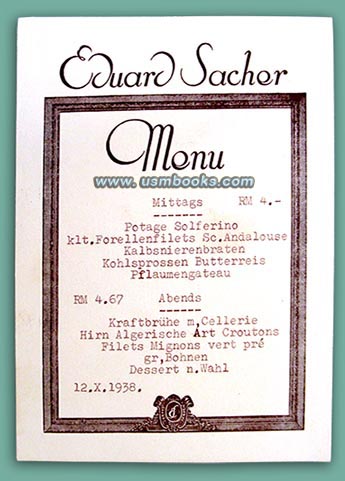 Eduard Sacher
Menu
www. usmbooks. com
Mittags RM 4.-
-------
Potage Solferino
klt.Forellenfilets Sc.Andalouse
Kalbsnierenbraten
Kohlsprossen Butterreis
Pflaumengateau
RM 4.67 Abends
-------
Kraftbrühe m,Cellerie
Hirn Algerische Art Croutons
Filets Mignons vert pré
gr,Bohnen
Dessert n.Wahl
12.X.1938.